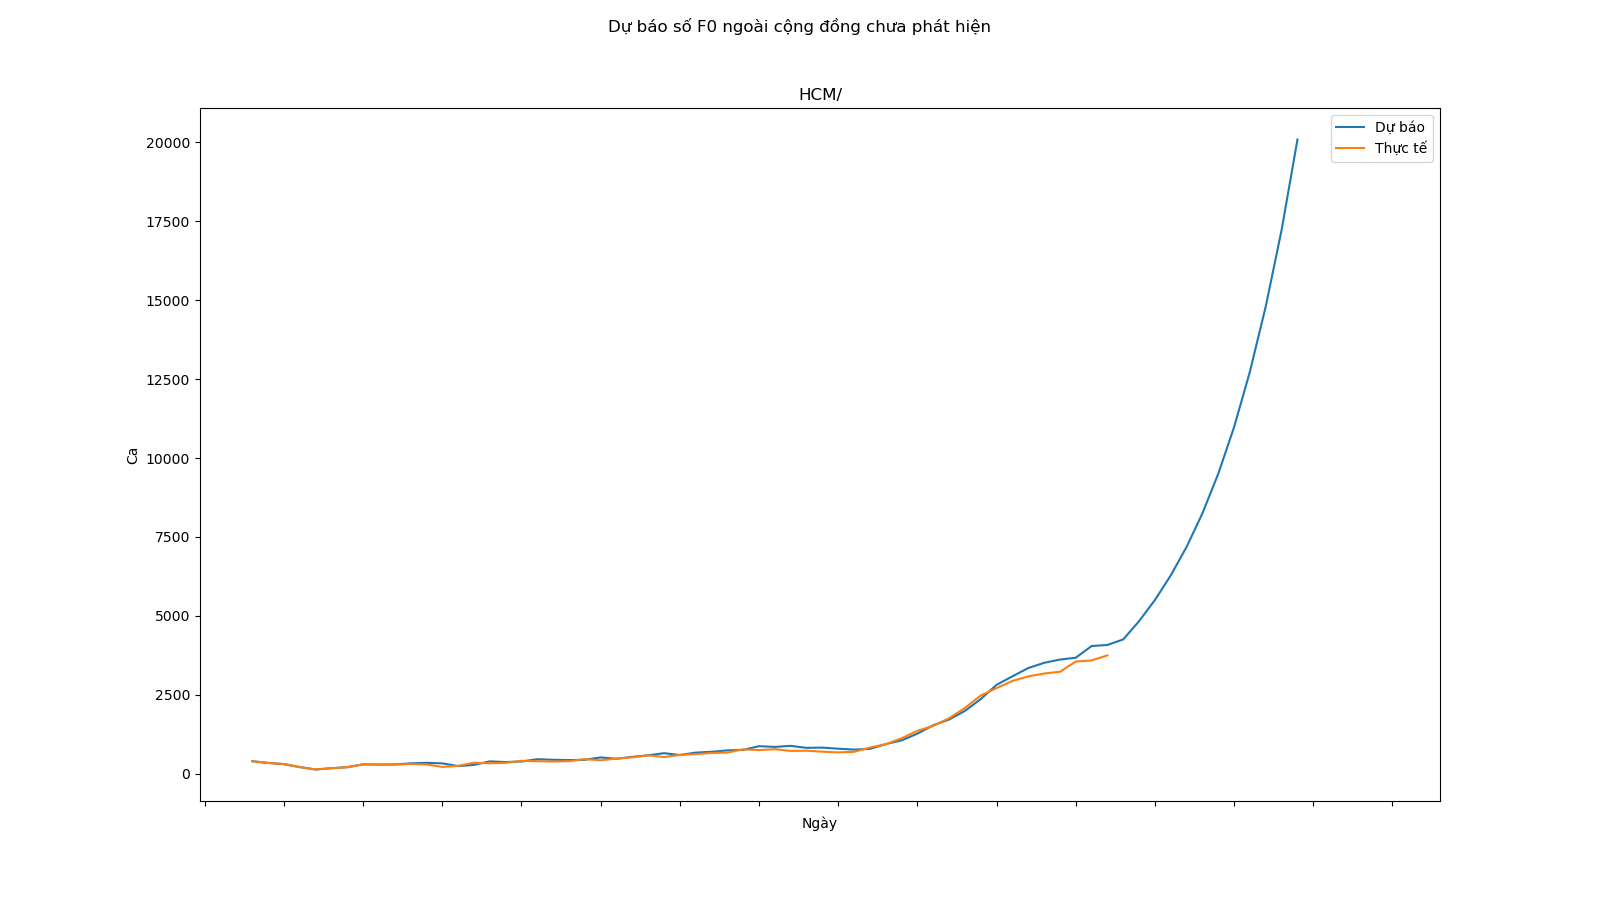 Dự báo số F0 ngoài cộng đồng chưa phát hiện
HCM/
Dự báo
Thực tế
20000
17500
15000
12500
10000
7500
5000
2500
0
Ca
Ngày